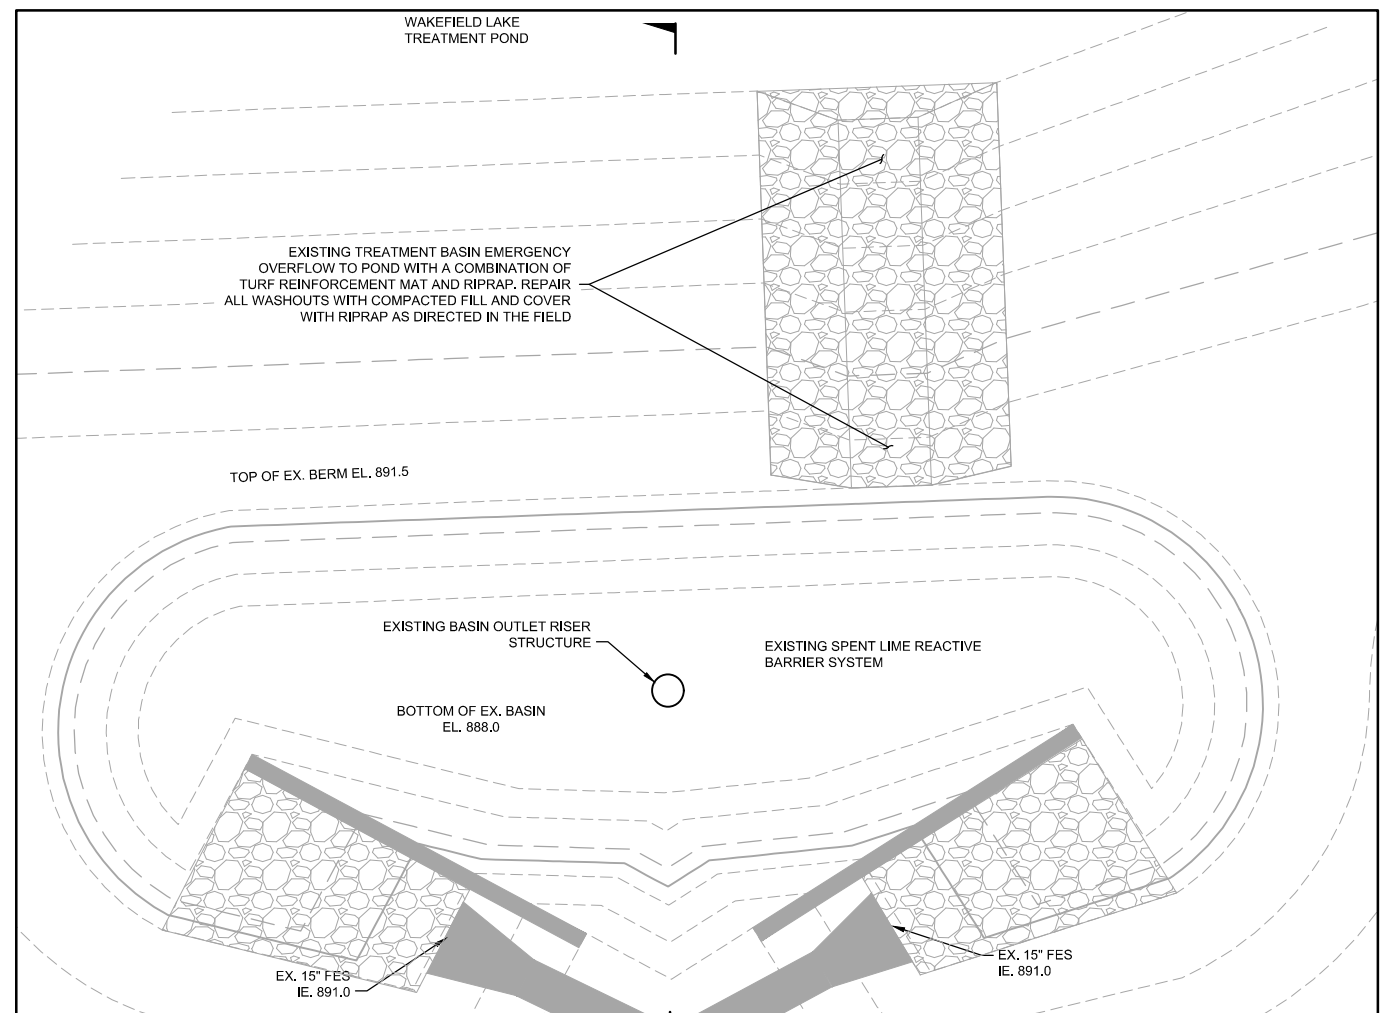 WAKEFIELD LAKE
TREATMENT POND
EXISTING TREATMENT BASIN EMERGENCY
OVERFLOW TO POND WITH A COMBINATION OF
TURF REINFORCEMENT MAT AND RIPRAP. REPAIR
ALL WASHOUTS WITH COMPACTED FILL AND COVER
WITH RIPRAP AS DIRECTED IN THE FIELD
TOP OF EX. BERM EL. 891.5
EXISTING BASIN OUTLET RISER
STRUCTURE
EXISTING SPENT LIME REACTIVE
BARRIER SYSTEM
BOTTOM OF EX. BASIN
EL. 888.0
EX. 15" FES
IE. 891.0
EX. 15" FES
IE. 891.0